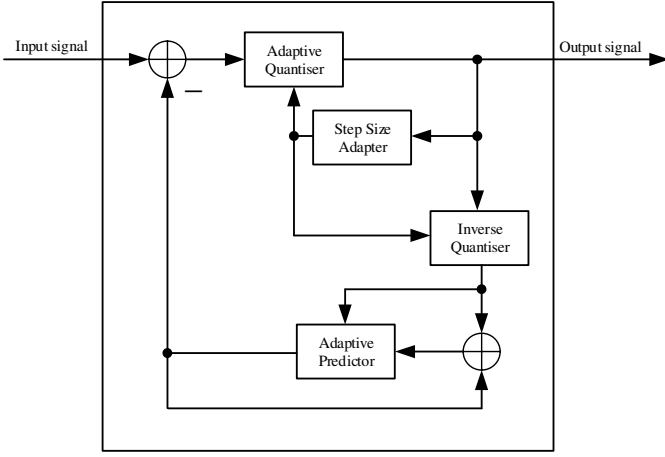 Input signal
Adaptive
Quantiser
Output signal
−
Step Size
Adapter
Inverse
Quantiser
Adaptive
Predictor